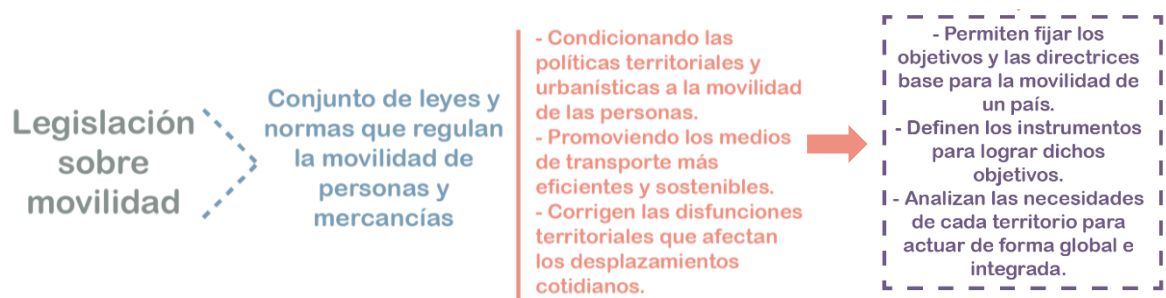 Legislación
sobre
movilidad
Conjunto de leyes y
normas que regulan
la movilidad de
personas y
mercancías
- Condicionando las
políticas territoriales y
urbanísticas a la movilidad
de las personas.
- Promoviendo los medios
de transporte más
eficientes y sostenibles.
- Corrigen las disfunciones
territoriales que afectan
los desplazamientos
cotidianos.
- Permiten fijar los
objetivos y las directrices
base para la movilidad de
un país.
- Definen los instrumentos
para lograr dichos
objetivos.
- Analizan las necesidades
de cada territorio para
actuar de forma global e
integrada.